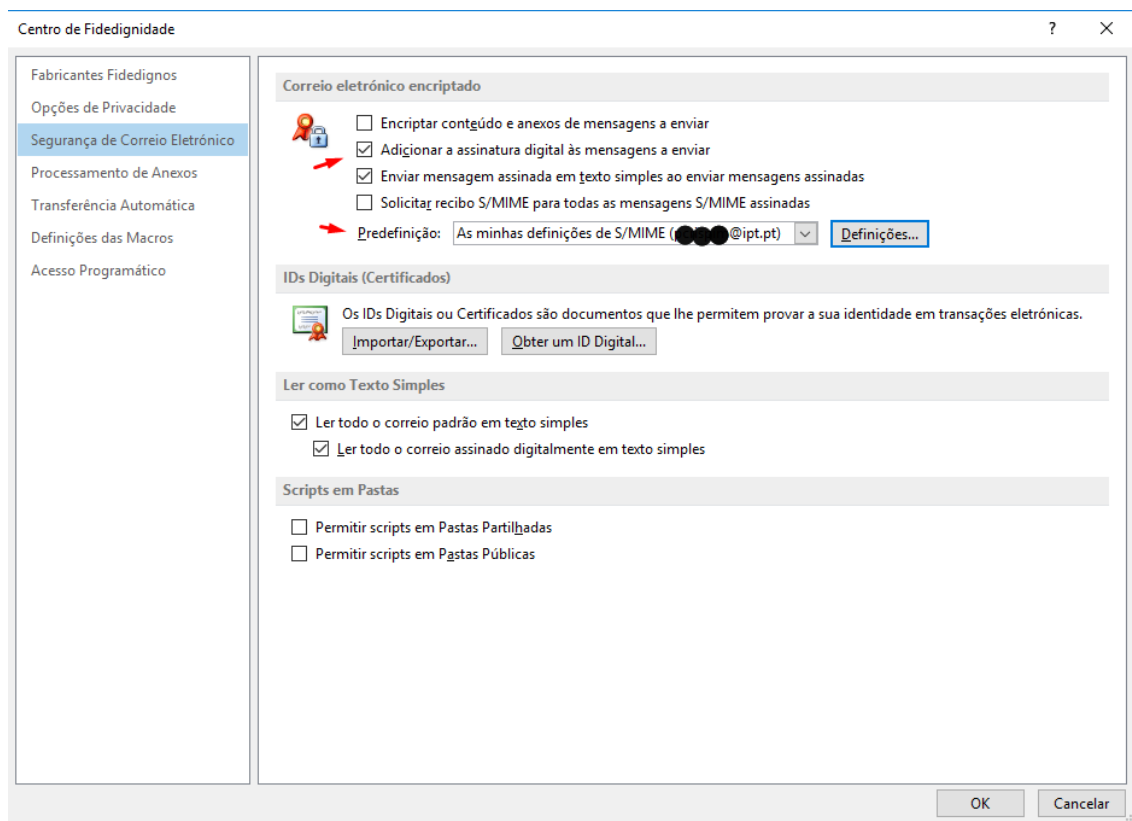 Centro de Fidedignidade
Fabricantes Fidedignos
Opções de Privacidade
Segurança de Correio Eletrónico
Processamento de Anexos
Transferência Automática
Definições das Macros
Acesso Programático
Correio eletrónico encriptado
Encriptar conteúdo e anexos de mensagens a enviar
Adicionar a assinatura digital às mensagens a enviar
Enviar mensagem assinada em texto simples ao enviar mensagens assinadas
Solicitar recibo S/MIME para todas as mensagens S/MIME assinadas
Predefinição: As minhas definições de S/MIME ( @ipt.pt) Definições...
IDs Digitais (Certificados)
Os IDs Digitais ou Certificados são documentos que lhe permitem provar a sua identidade em transações eletrónicas.
Importar/Exportar... Obter um ID Digital...
Ler como Texto Simples
Ler todo o correio padrão em texto simples
Ler todo o correio assinado digitalmente em texto simples
Scripts em Pastas
Permitir scripts em Pastas Partilhadas
Permitir scripts em Pastas Públicas
OK Cancelar